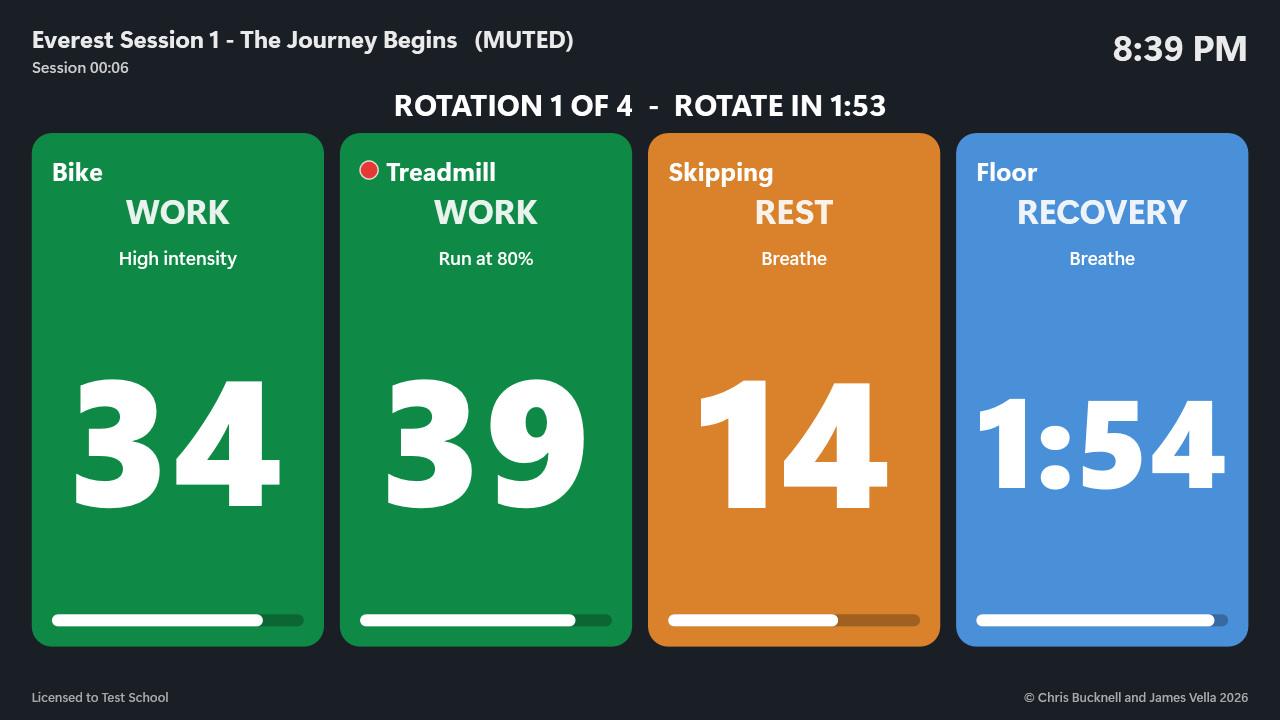 Everest Session 1 - The Journey Begins (MUTED)
Session 00:06
8:39 PM
ROTATION 1 OF 4 - ROTATE IN 1:53
Bike
WORK
High intensity
34
Treadmill
WORK
Run at 80%
39
Skipping
REST
Breathe
14
Floor
RECOVERY
Breathe
1:54
Licensed to Test School
© Chris Bucknell and James Vella 2026